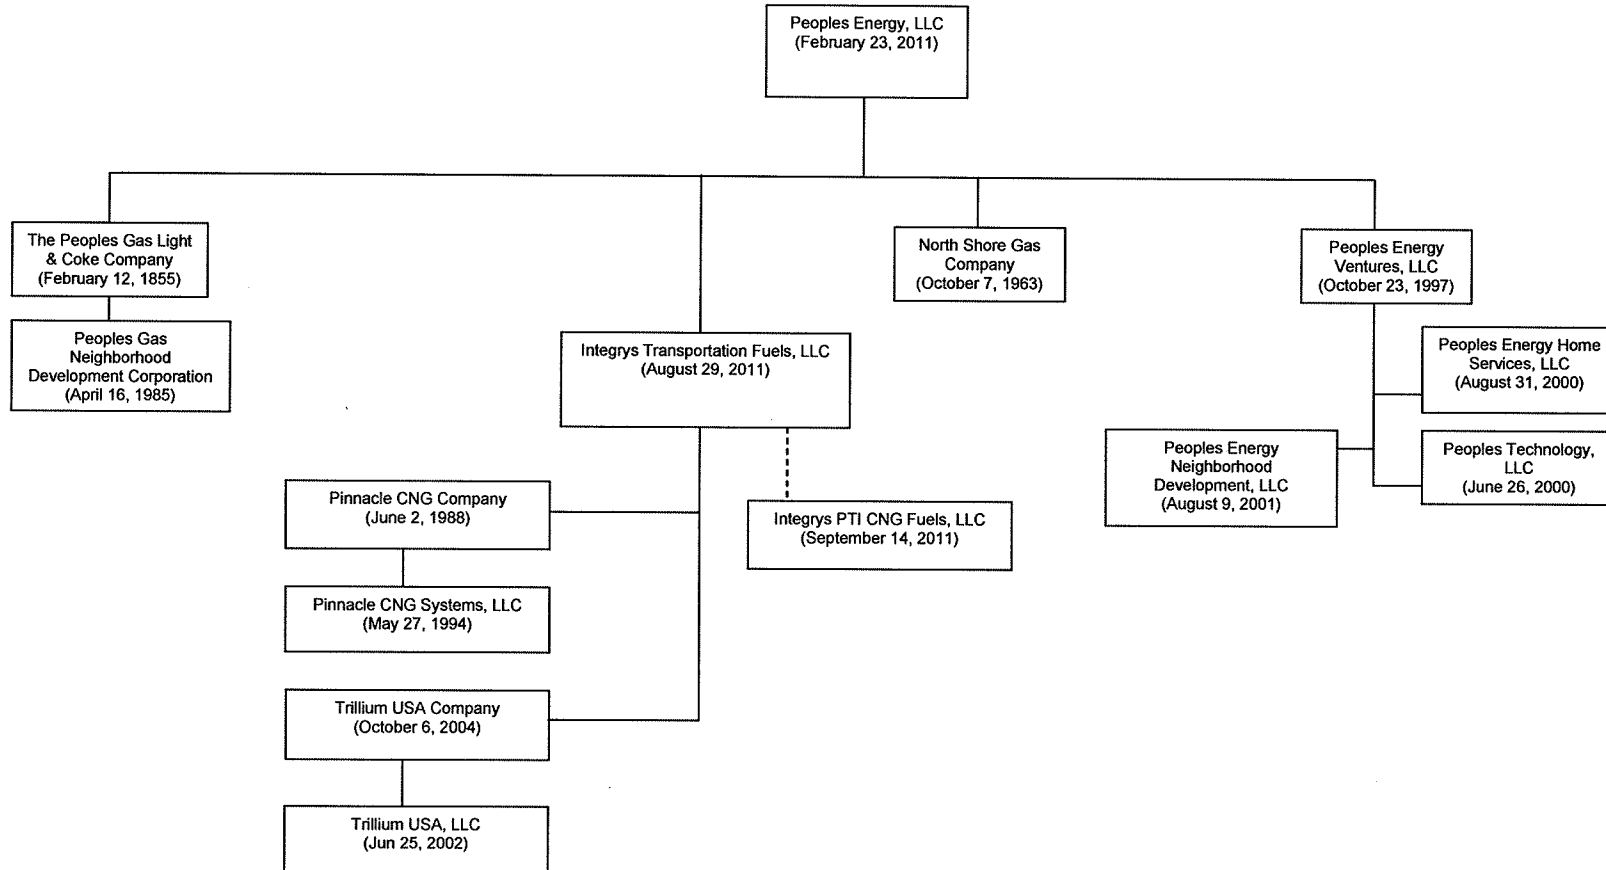 Peoples Energy, LLC
(February 23, 2011)
The Peoples Gas Light
& Coke Company
(February 12, 1855)
Peoples Gas
Neighborhood
Development Corporation
(April 16, 1985)
Integrys Transportation Fuels, LLC
(August 29, 2011)
North Shore Gas
Company
(October 7, 1963)
Peoples Energy
Ventures, LLC
(October 23, 1997)
Peoples Energy Home
Services, LLC
(August 31, 2000)
Peoples Energy
Neighborhood
Development, LLC
(August 9, 2001)
Peoples Technology,
LLC
(June 26, 2000)
Pinnacle CNG Company
(June 2, 1988)
Integrys PTI CNG Fuels, LLC
(September 14, 2011)
Pinnacle CNG Systems, LLC
(May 27, 1994)
Trillium USA Company
(October 6, 2004)
Trillium USA, LLC
(Jun 25, 2002)